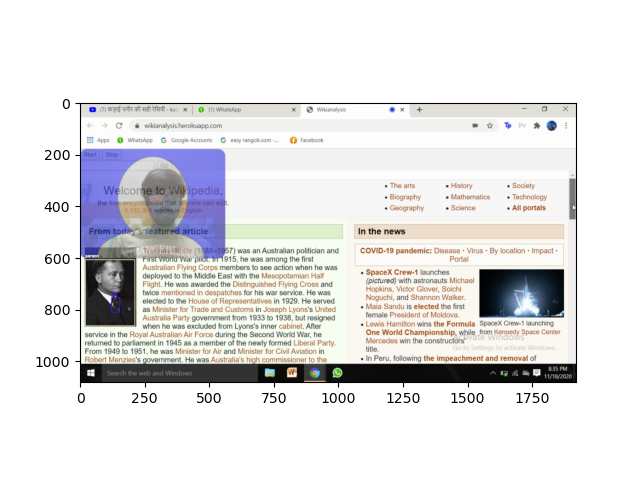 0
200
400
600
800
1000
0 250 500 750 1000 1250 1500 1750
(1) WhatsApp
Wikianalysis
wikianalysis.herokuapp.com
Apps WhatsApp Google Accounts easy rangoli.com -... Facebook
Start Stop
Welcome to Wikipedia,
the free encyclopedia that anyone can edit.
The arts
Biography
Geography
History
Mathematics
Science
Society
Technology
All portals
From today's featured article
person
(1880–1957) was an Australian politician and
First World War pilot. In 1915, he was among the first
Australian Flying Corps members to see action when he was
deployed to the Middle East with the Mesopotamian Half
Flight. He was awarded the Distinguished Flying Cross and
twice mentioned in despatches for his war service. He was
elected to the House of Representatives in 1929. He served
as Minister for Trade and Customs in Joseph Lyons's United
Australia Party government from 1933 to 1938, but resigned
when he was excluded from Lyons's inner cabinet. After
service in the Royal Australian Air Force during the Second World War, he
returned to parliament in 1945 as a member of the newly formed Liberal Party.
From 1949 to 1951, he was Minister for Air and Minister for Civil Aviation in
Robert Menzies's government. He was Australia's high commissioner to the
In the news
COVID-19 pandemic: Disease · Virus · By location · Impact ·
Portal
SpaceX Crew-1 launches
(pictured) with astronauts Michael
Hopkins, Victor Glover, Soichi
Noguchi, and Shannon Walker.
Maia Sandu is elected the first
female President of Moldova.
Lewis Hamilton wins the Formula
One World Championship, while
Mercedes win the constructors'
title.
In Peru, following the impeachment and removal of
SpaceX Crew-1 launching
from Kennedy Space Center
Activate Windows
Go to Settings to activate Windows.
Search the web and Windows
8:35 PM
11/18/2020